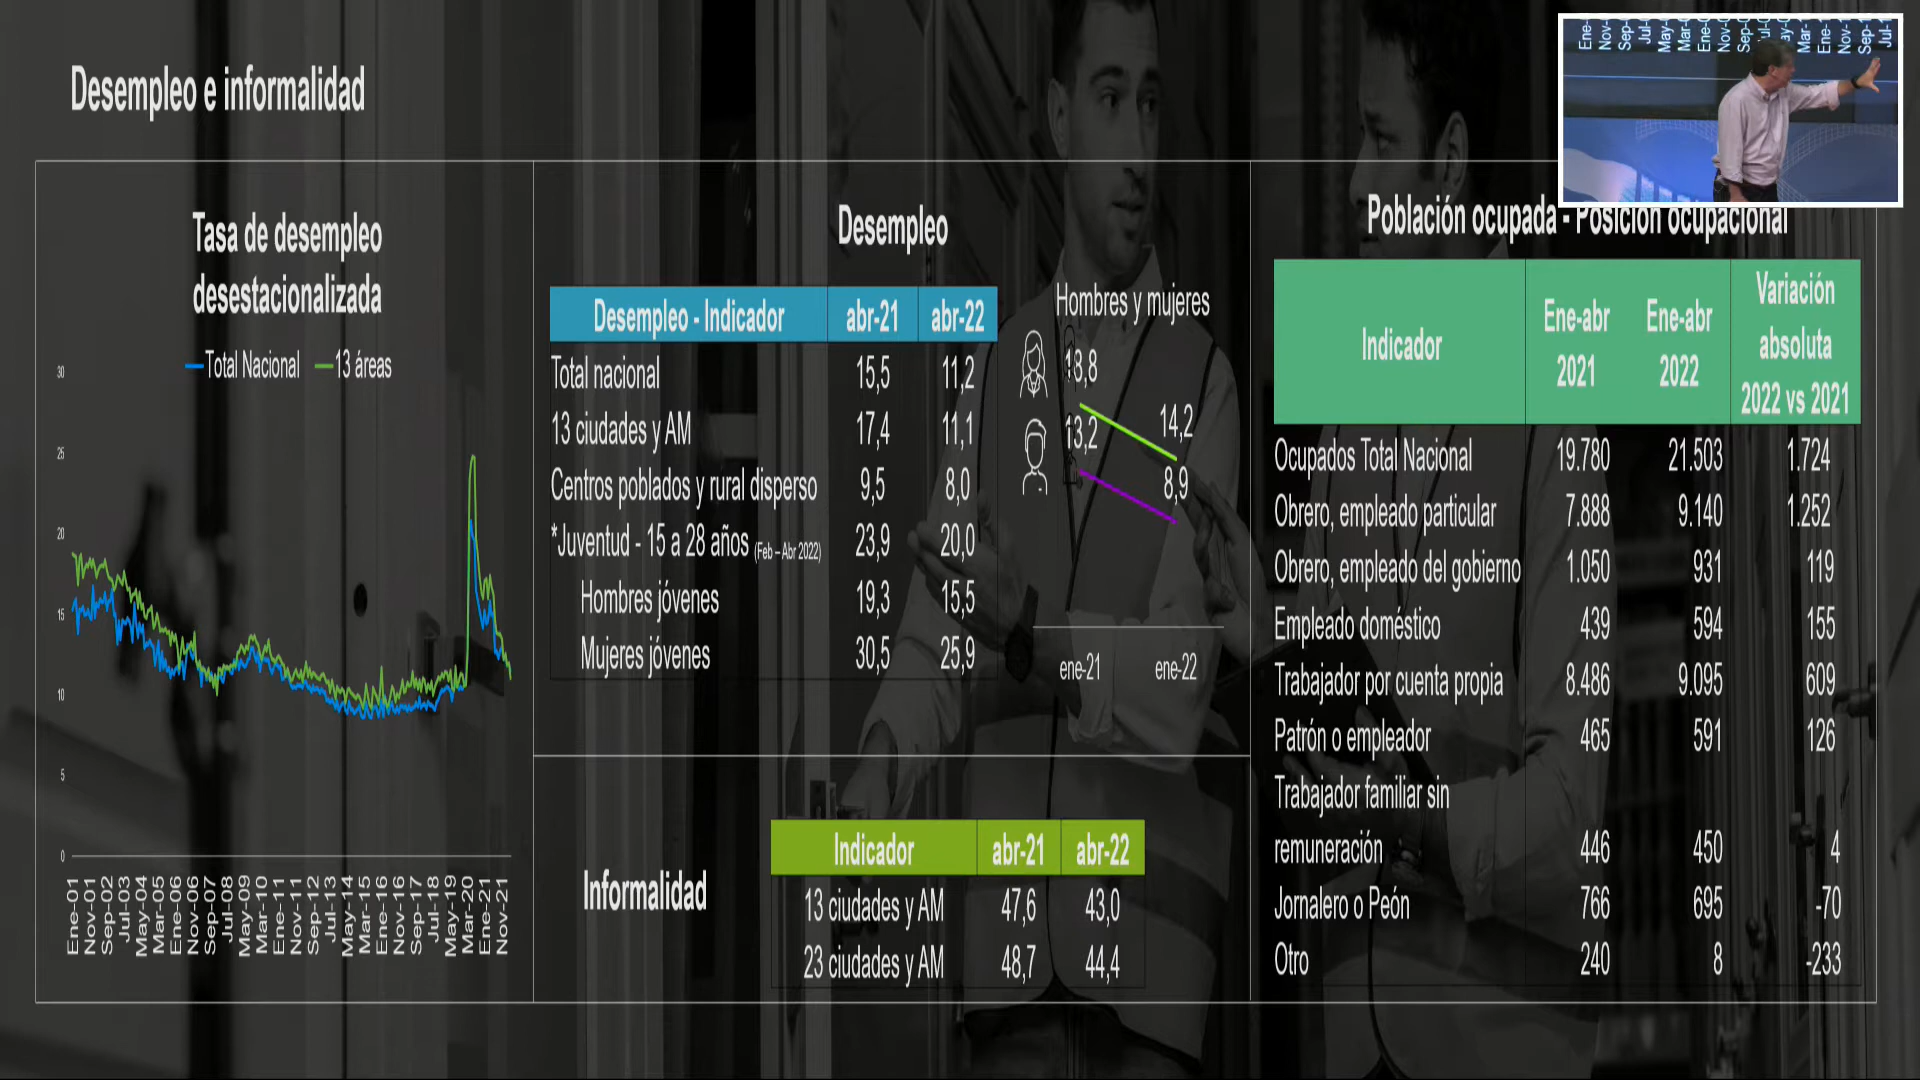 Desempleo e informalidad
Tasa de desempleo
desestacionalizada
Total Nacional 13 áreas
30
25
20
15
10
5
0
Ene-01
Nov-01
Sep-02
Jul-03
May-04
Mar-05
Ene-06
Nov-06
Sep-07
Jul-08
May-09
Mar-10
Ene-11
Nov-11
Sep-12
Jul-13
May-14
Mar-15
Ene-16
Nov-16
Sep-17
Jul-18
May-19
Mar-20
Ene-21
Nov-21
Desempleo
Desempleo - Indicador abr-21 abr-22
Total nacional 15,5 11,2
13 ciudades y AM 17,4 11,1
Centros poblados y rural disperso 9,5 8,0
*Juventud - 15 a 28 años (Feb – Abr 2022) 23,9 20,0
Hombres jóvenes 19,3 15,5
Mujeres jóvenes 30,5 25,9
Hombres y mujeres
18,8
14,2
13,2
8,9
ene-21 ene-22
Informalidad
Indicador abr-21 abr-22
13 ciudades y AM 47,6 43,0
23 ciudades y AM 48,7 44,4
Población ocupada - Posición ocupacional
Indicador Ene-abr 2021 Ene-abr 2022 Variación absoluta 2022 vs 2021
Ocupados Total Nacional 19.780 21.503 1.724
Obrero, empleado particular 7.888 9.140 1.252
Obrero, empleado del gobierno 1.050 931 119
Empleado doméstico 439 594 155
Trabajador por cuenta propia 8.486 9.095 609
Patrón o empleador 465 591 126
Trabajador familiar sin
remuneración 446 450 4
Jornalero o Peón 766 695 -70
Otro 240 8 -233